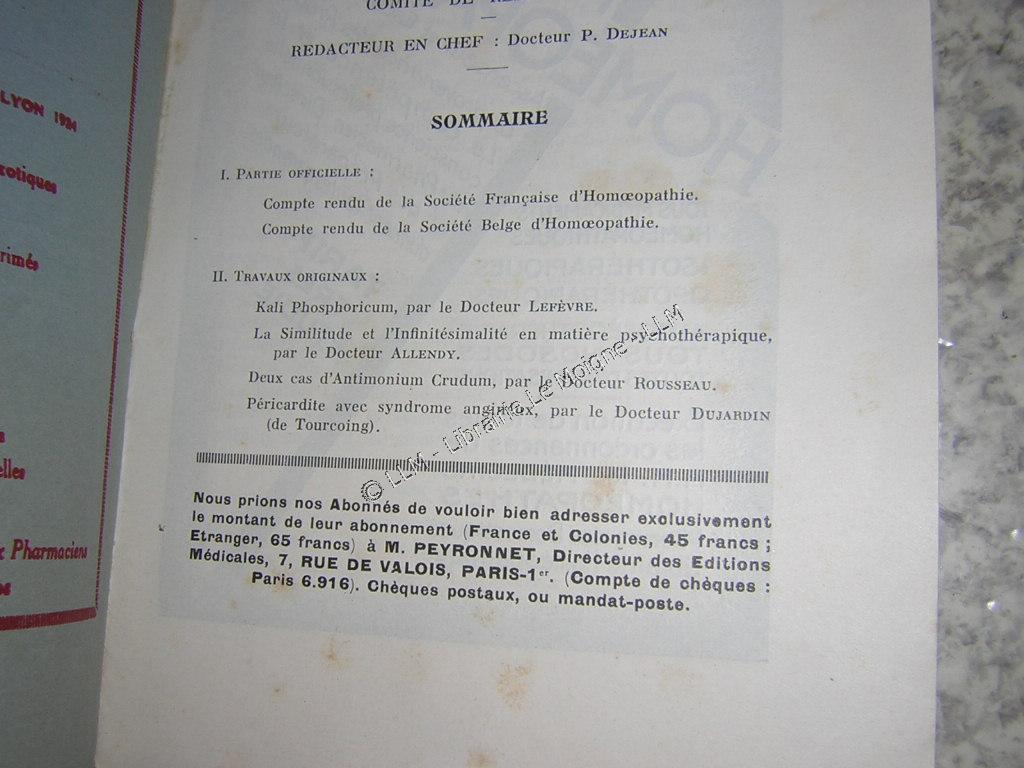 COMITÉ DE
REDACTEUR EN CHEF : Docteur P. DEJEAN
SOMMAIRE
I. PARTIE OFFICIELLE :
Compte rendu de la Société Française d'Homœopathie.
Compte rendu de la Société Belge d'Homœopathie.
II. TRAVAUX ORIGINAUX :
Kali Phosphoricum, par le Docteur LEFÈVRE.
La Similitude et l'Infinitésimalité en matière psychothérapique,
par le Docteur ALLENDY.
Deux cas d'Antimonium Crudum, par le Docteur ROUSSEAU.
Péricardite avec syndrome angineux, par le Docteur DUJARDIN
(de Tourcoing).
Nous prions nos Abonnés de vouloir bien adresser exclusivement
le montant de leur abonnement (France et Colonies, 45 francs ;
Etranger, 65 francs) à M. PEYRONNET, Directeur des Editions
Médicales, 7, RUE DE VALOIS, PARIS-1er. (Compte de chèques :
Paris 6.916). Chèques postaux, ou mandat-poste.
© LLM - Librairie Le Moigne - LLM
LYON 1924
Pharmaciens